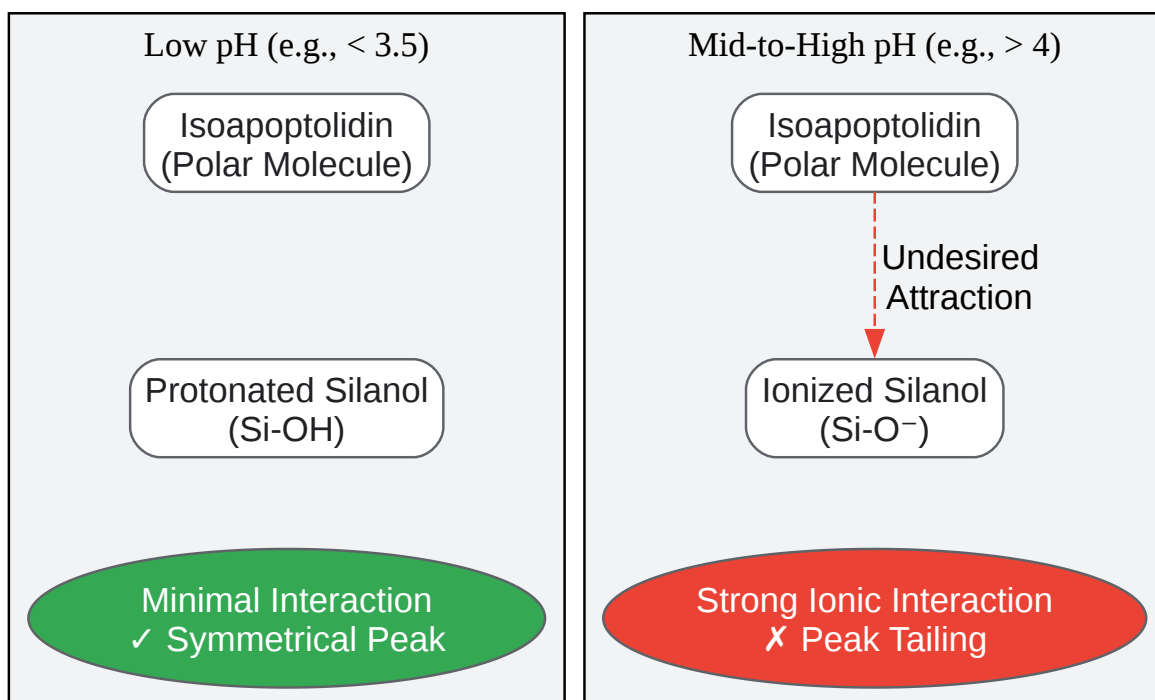 Low pH (e.g., < 3.5)
Isoapoptolidin
(Polar Molecule)
Protonated Silanol
(Si-OH)
Minimal Interaction
✓ Symmetrical Peak
Mid-to-High pH (e.g., > 4)
Isoapoptolidin
(Polar Molecule)
Undesired
Attraction
Ionized Silanol
(Si-O⁻)
Strong Ionic Interaction
✗ Peak Tailing